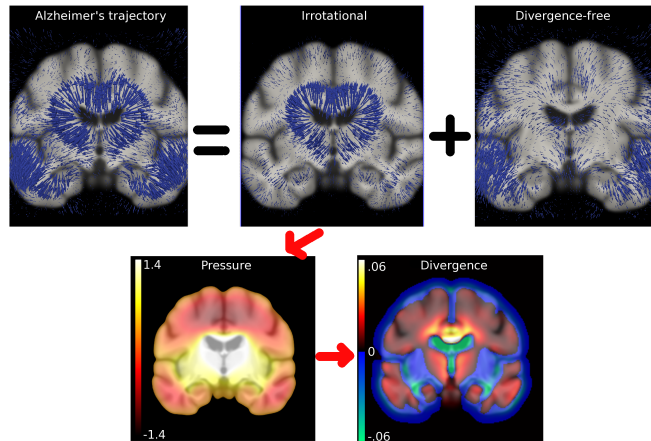 Alzheimer's trajectory
Irrotational
Divergence-free
=
+
Pressure
1.4
-1.4
Divergence
.06
0
-.06